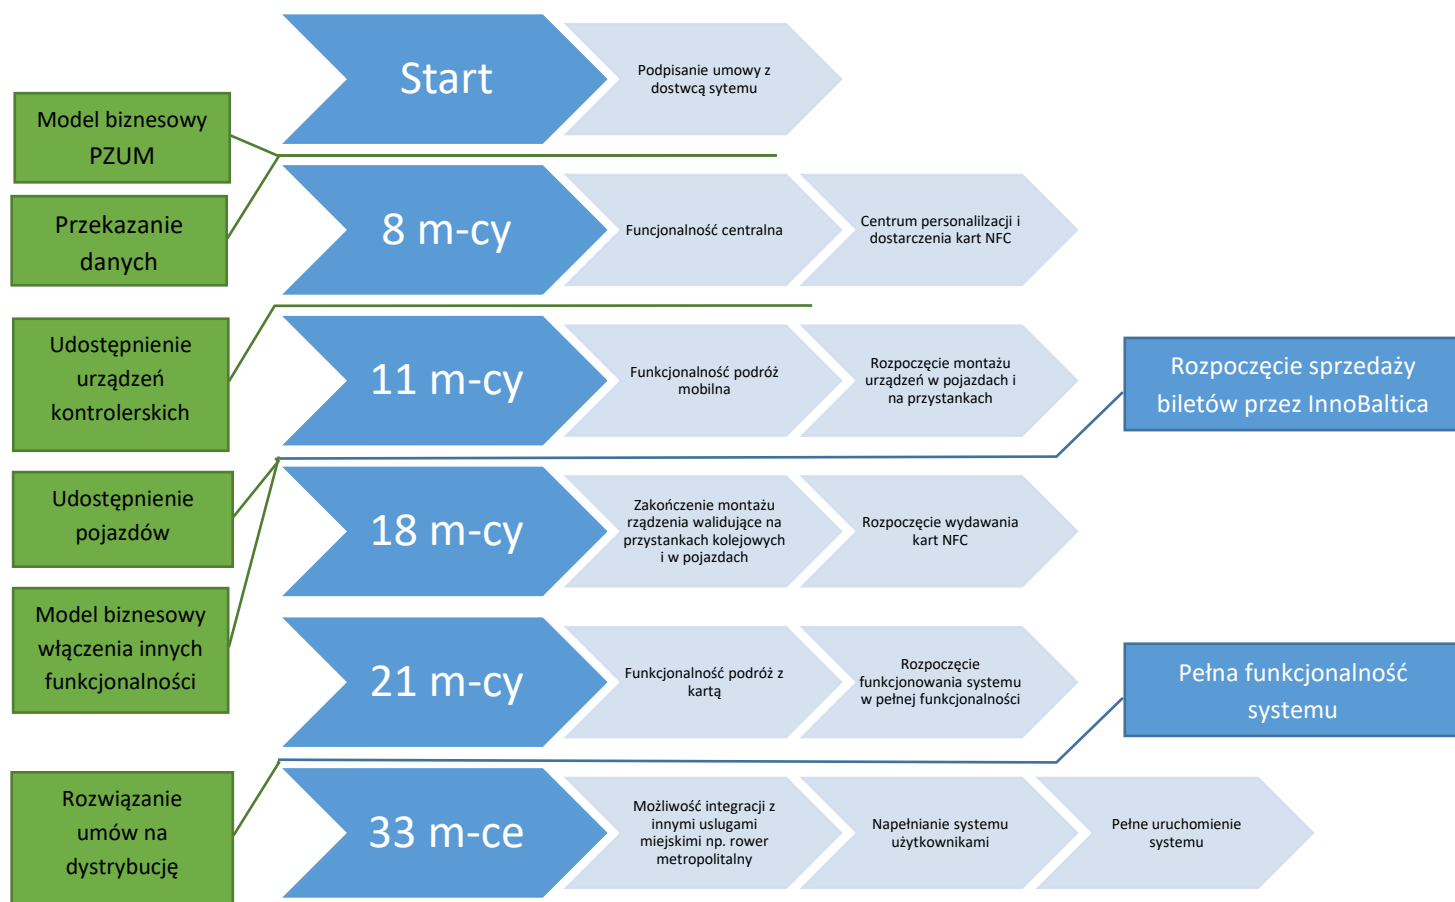 Start
Podpisanie umowy z
dostwcą sytemu
Model biznesowy
PZUM
Przekazanie
danych
8 m-cy
Funcjonalność centralna
Centrum personalilzacji i
dostarczenia kart NFC
Udostępnienie
urządzeń
kontrolerskich
11 m-cy
Funkcjonalność podróż
mobilna
Rozpoczęcie montażu
urządzeń w pojazdach i
na przystankach
Rozpoczęcie sprzedaży
biletów przez InnoBaltica
Udostępnienie
pojazdów
18 m-cy
Zakończenie montażu
rządzenia walidujące na
przystankach kolejowych
i w pojazdach
Rozpoczęcie wydawania
kart NFC
Model biznesowy
włączenia innych
funkcjonalności
21 m-cy
Funkcjonalność podróż z
kartą
Rozpoczęcie
funkcjonowania systemu
w pełnej funkcjonalności
Pełna funkcjonalność
systemu
Rozwiązanie
umów na
dystrybucję
33 m-ce
Możliwość integracji z
innymi uslugami
miejskimi np. rower
metropolitalny
Napełnianie systemu
użytkownikami
Pełne uruchomienie
systemu